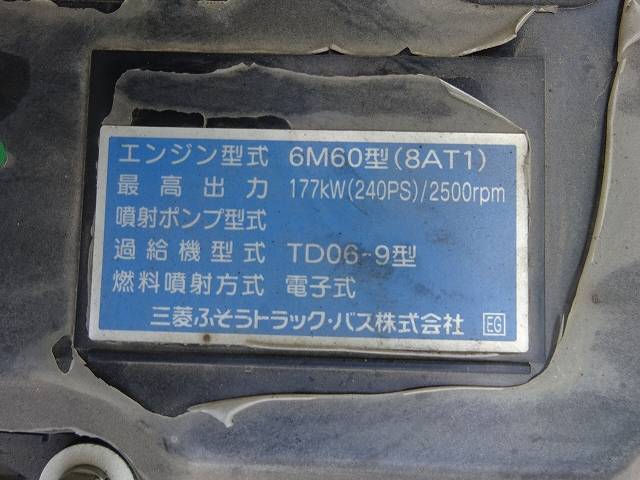 エンジン型式 6M60型(8AT1)
最高出力 177kW(240PS)/2500rpm
噴射ポンプ型式
過給機型式 TD06-9型
燃料噴射方式 電子式
三菱ふそうトラック・バス株式会社 EG